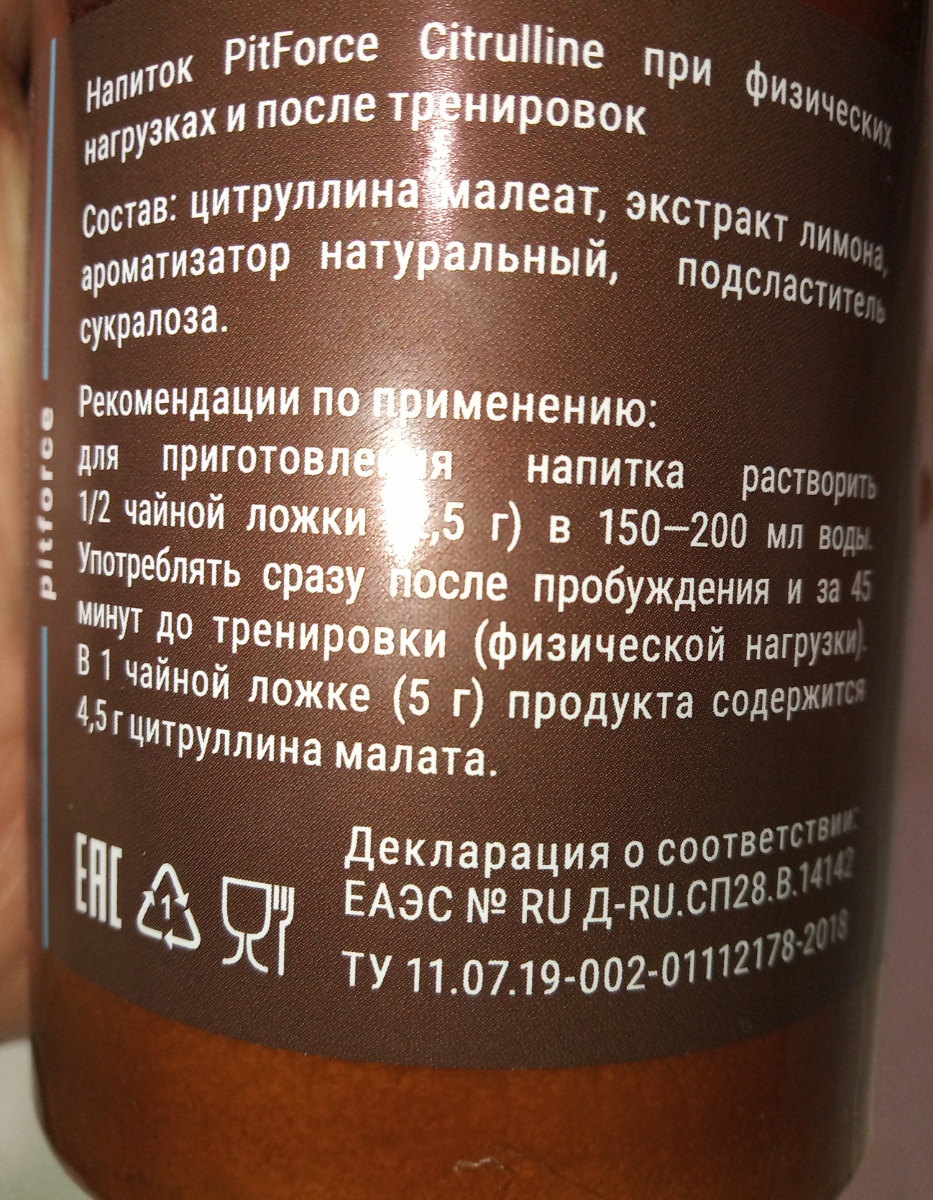 Напиток PitForce Citrulline при физических
нагрузках и после тренировок
Состав: цитруллина малеат, экстракт лимона,
ароматизатор натуральный, подсластитель
сукралоза.
Рекомендации по применению:
для приготовления напитка растворить
1/2 чайной ложки ,5 г) в 150–200 мл воды.
Употреблять сразу после пробуждения и за 45
минут до тренировки (физической нагрузки).
В 1 чайной ложке (5 г) продукта содержится
4,5 г цитруллина малата.
pitforce
EAC
1
Декларация о соответствии:
ЕАЭС № RU Д-RU.СП28.В.14142
ТУ 11.07.19-002-01112178-2018